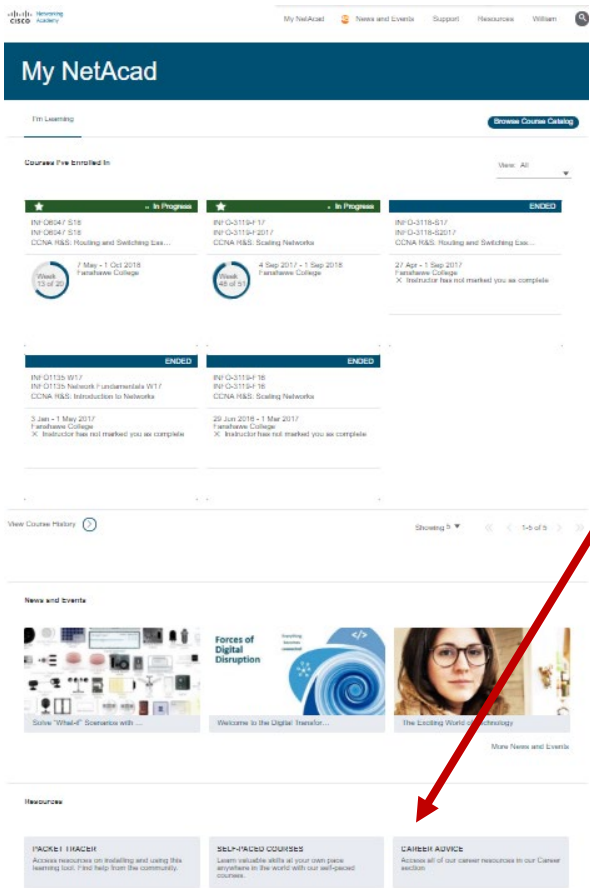 CISCO
Networking
Academy
My NetAcad
News and Events
Support
Resources
William
My NetAcad
I'm Learning
Browse Course Catalog
Courses I've Enrolled In
View: All
In Progress
INFO6047 S18
INFO6047 S18
CCNA R&S: Routing and Switching Ess...
Week
13 of 20
7 May - 1 Oct 2018
Fanshawe College
In Progress
INFO-3119-F17
INFO-3119-F2017
CCNA R&S: Scaling Networks
Week
48 of 51
4 Sep 2017 - 1 Sep 2018
Fanshawe College
ENDED
INFO-3118-S17
INFO-3118-S2017
CCNA R&S: Routing and Switching Ess...
27 Apr - 1 Sep 2017
Fanshawe College
X Instructor has not marked you as complete
ENDED
INFO1135 W17
INFO1135 Network Fundamentals W17
CCNA R&S: Introduction to Networks
3 Jan - 1 May 2017
Fanshawe College
X Instructor has not marked you as complete
ENDED
INFO-3119-F16
INFO-3119-F16
CCNA R&S: Scaling Networks
29 Jun 2016 - 1 Mar 2017
Fanshawe College
X Instructor has not marked you as complete
View Course History
Showing 5
1-5 of 5
News and Events
Forces of
Digital
Disruption
Solve "What-if" Scenarios with ...
Welcome to the Digital Transfor...
The Exciting World of Technology
More News and Events
Resources
PACKET TRACER
Access resources on installing and using this
learning tool. Find help from the community.
SELF-PACED COURSES
Learn valuable skills at your own pace
anywhere in the world with our self-paced
courses.
CAREER ADVICE
Access all of our career resources in our Career
section